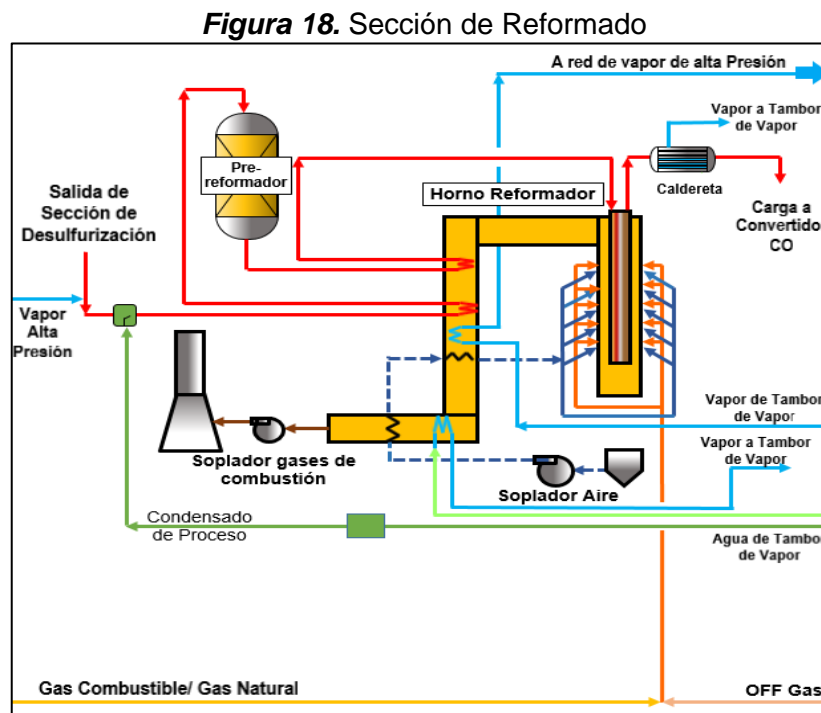 Figura 18. Sección de Reformado
A red de vapor de alta Presión
Vapor a Tambor
de Vapor
Pre-
reformador
Salida de
Sección de
Desulfurización
Horno Reformador
Caldereta
Carga a
Convertido
CO
Vapor
Alta
Presión
Vapor de Tambor
de Vapor
Vapor a Tambor
de Vapor
Soplador gases de
combustión
Soplador Aire
Condensado
de Proceso
Agua de Tambo
de Vapor
Gas Combustible/ Gas Natural
OFF Gas